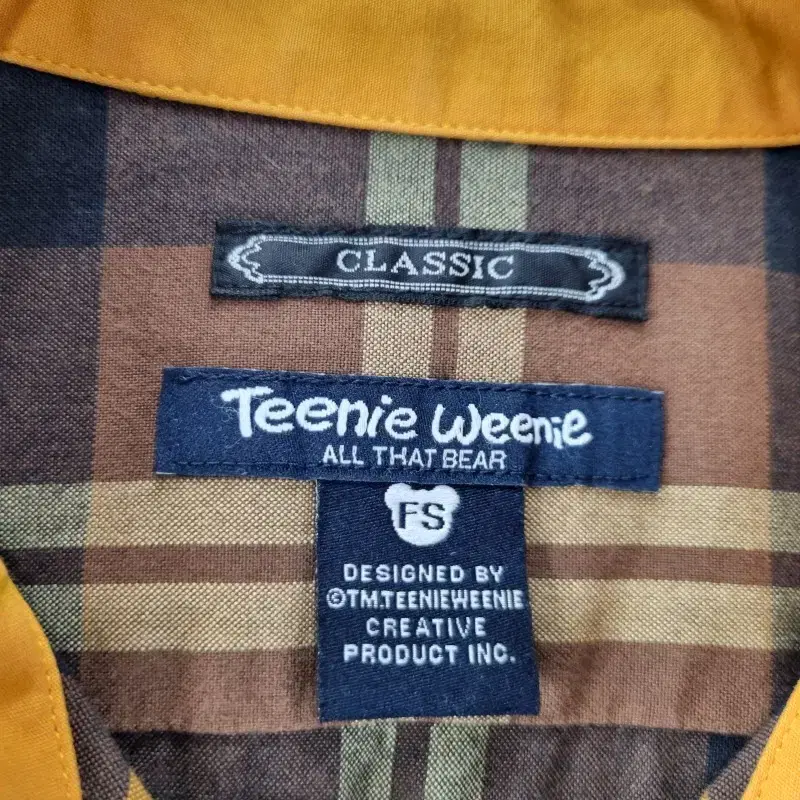 CLASSIC
Teenie Weenie
ALL THAT BEAR
FS
DESIGNED BY
©TM.TEENIEWEENIE
CREATIVE
PRODUCT INC.